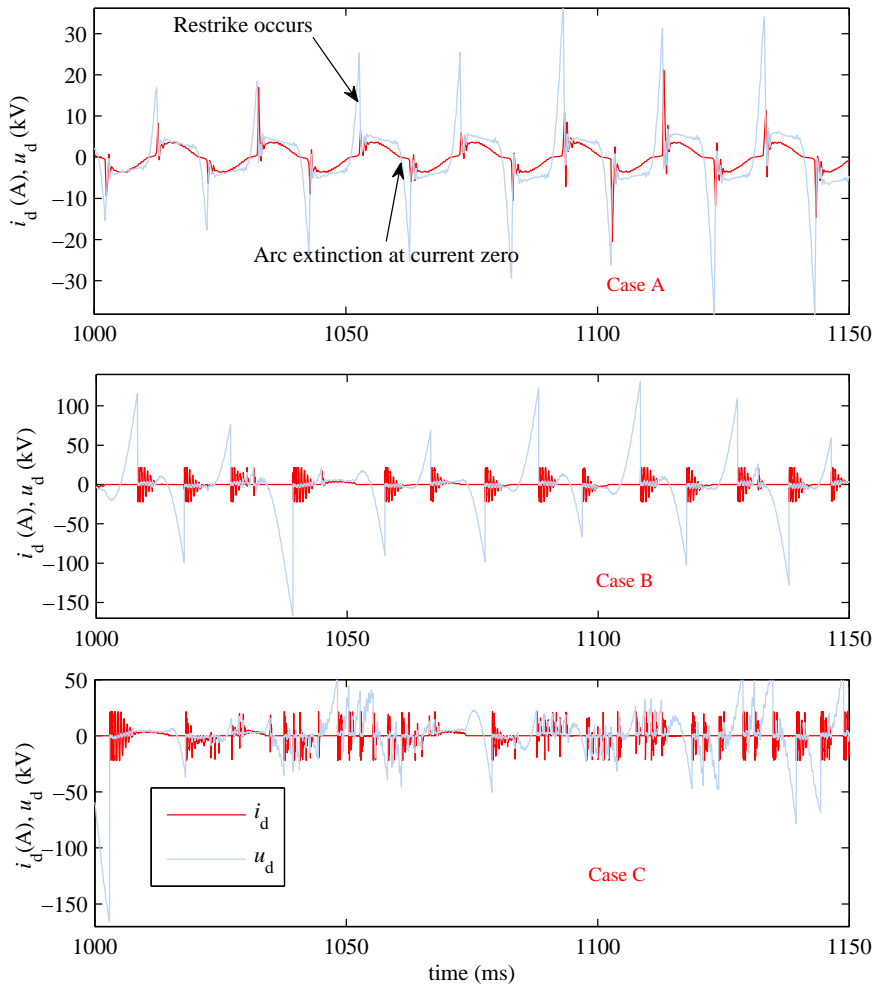 Restrike occurs
Arc extinction at current zero
Case A
i_d (A), u_d (kV)
30
20
10
0
−10
−20
−30
1000
1050
1100
1150
Case B
i_d (A), u_d (kV)
100
50
0
−50
−100
−150
1000
1050
1100
1150
Case C
i_d(A), u_d (kV)
50
0
−50
−100
−150
i_d
u_d
1000
1050
1100
1150
time (ms)